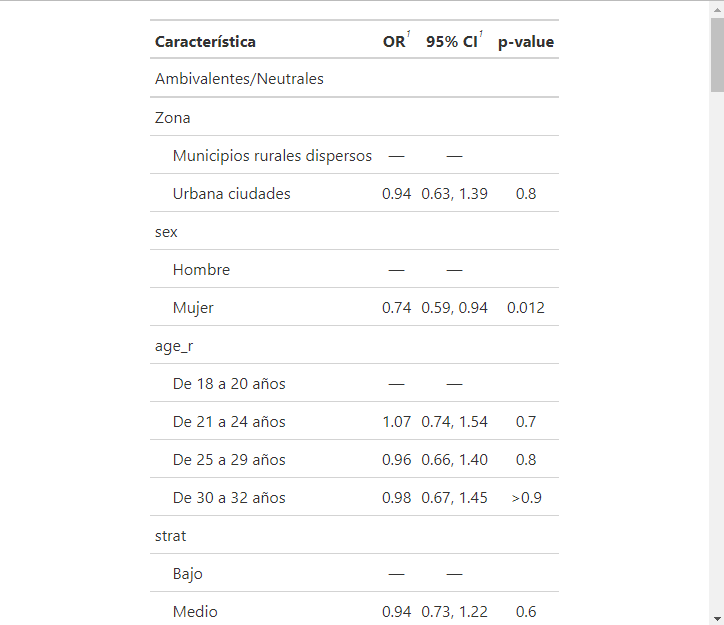 Característica OR¹ 95% CI¹ p-value
Ambivalentes/Neutrales
Zona
Municipios rurales dispersos — —
Urbana ciudades 0.94 0.63, 1.39 0.8
sex
Hombre — —
Mujer 0.74 0.59, 0.94 0.012
age_r
De 18 a 20 años — —
De 21 a 24 años 1.07 0.74, 1.54 0.7
De 25 a 29 años 0.96 0.66, 1.40 0.8
De 30 a 32 años 0.98 0.67, 1.45 >0.9
strat
Bajo — —
Medio 0.94 0.73, 1.22 0.6